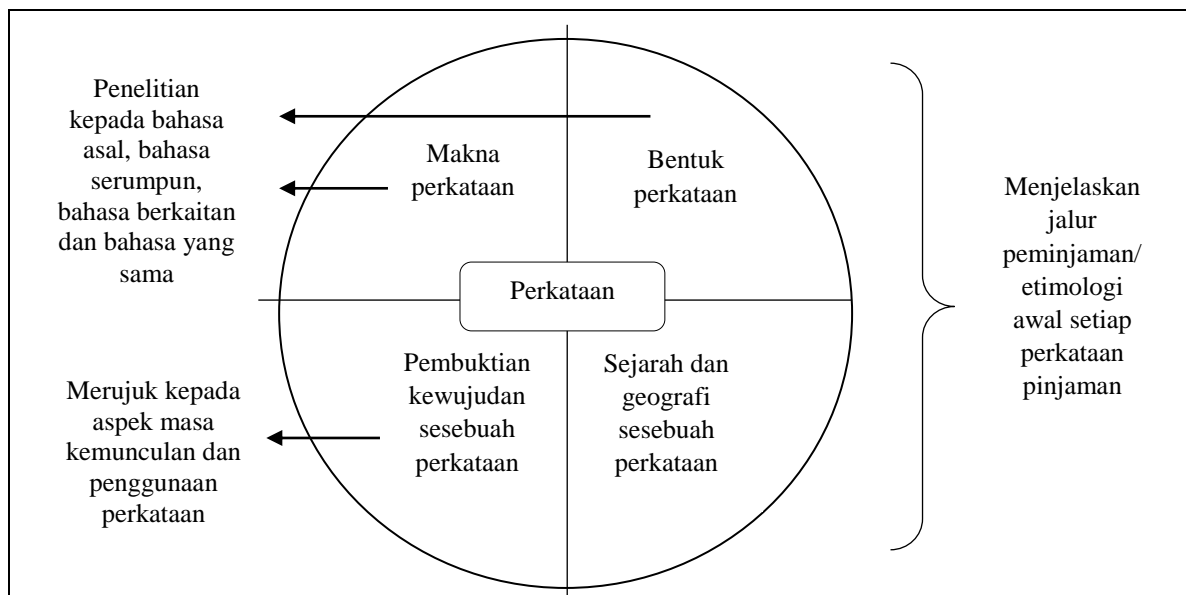 Penelitian
kepada bahasa
asal, bahasa
serumpun,
bahasa berkaitan
dan bahasa yang
sama
Makna
perkataan
Bentuk
perkataan
Perkataan
Merujuk kepada
aspek masa
kemunculan dan
penggunaan
perkataan
Pembuktian
kewujudan
sesebuah
perkataan
Sejarah dan
geografi
sesebuah
perkataan
Menjelaskan
jalur
peminjaman/
etimologi
awal setiap
perkataan
pinjaman